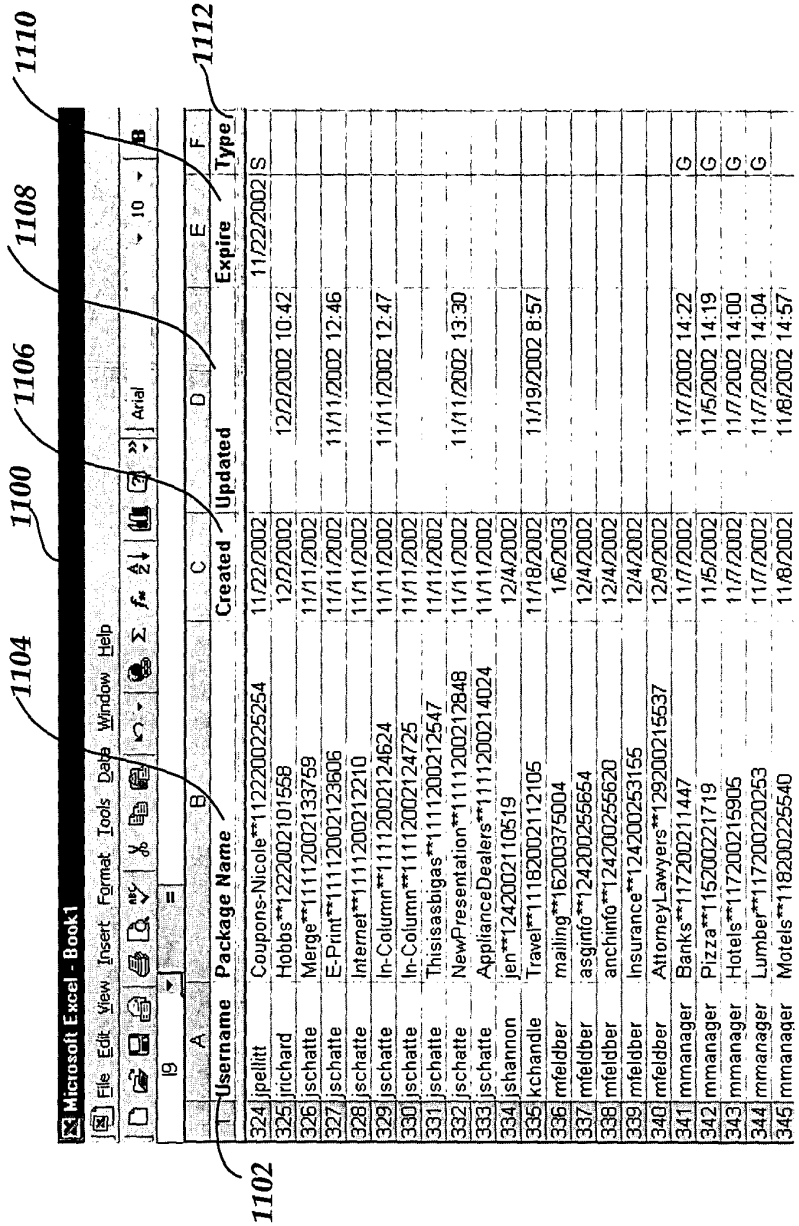 1100
1102
1104
1106
1108
1110
1112
Microsoft Excel - Book1
File Edit View Insert Format Tools Data Window Help
Arial 10 B
I9 =
A B C D E F
1 Username Package Name Created Updated Expire Type
324 jpellitt Coupons-Nicole**11222200225254 11/22/2002 11/22/2002 S
325 jrichard Hobbs**1222002101558 12/2/2002 12/2/2002 10:42
326 jschatte Merge**11112002133759 11/11/2002
327 jschatte E-Print**11112002123606 11/11/2002 11/11/2002 12:46
328 jschatte Internet**1111200212210 11/11/2002
329 jschatte In-Column**11112002124624 11/11/2002 11/11/2002 12:47
330 jschatte In-Column**11112002124725 11/11/2002
331 jschatte Thisisasbigas**1111200212547 11/11/2002
332 jschatte NewPresentation**1111200212848 11/11/2002 11/11/2002 13:30
333 jschatte ApplianceDealers**1111200214024 11/11/2002
334 jshannon jen**1242002110519 12/4/2002
335 kchandle Travel**11182002112105 11/18/2002 11/19/2002 8:57
336 mfeldber mailing**16200375004 1/6/2003
337 mfeldber asginfo**124200255654 12/4/2002
338 mfeldber anchinfo**124200255620 12/4/2002
339 mfeldber Insurance**124200253155 12/4/2002
340 mfeldber AttorneyLawyers**129200215537 12/9/2002
341 mmanager Banks**117200211447 11/7/2002 11/7/2002 14:22 G
342 mmanager Pizza**115200221719 11/5/2002 11/5/2002 14:19 G
343 mmanager Hotels**117200215905 11/7/2002 11/7/2002 14:00 G
344 mmanager Lumber**117200220253 11/7/2002 11/7/2002 14:04 G
345 mmanager Motels**118200225540 11/8/2002 11/8/2002 14:57